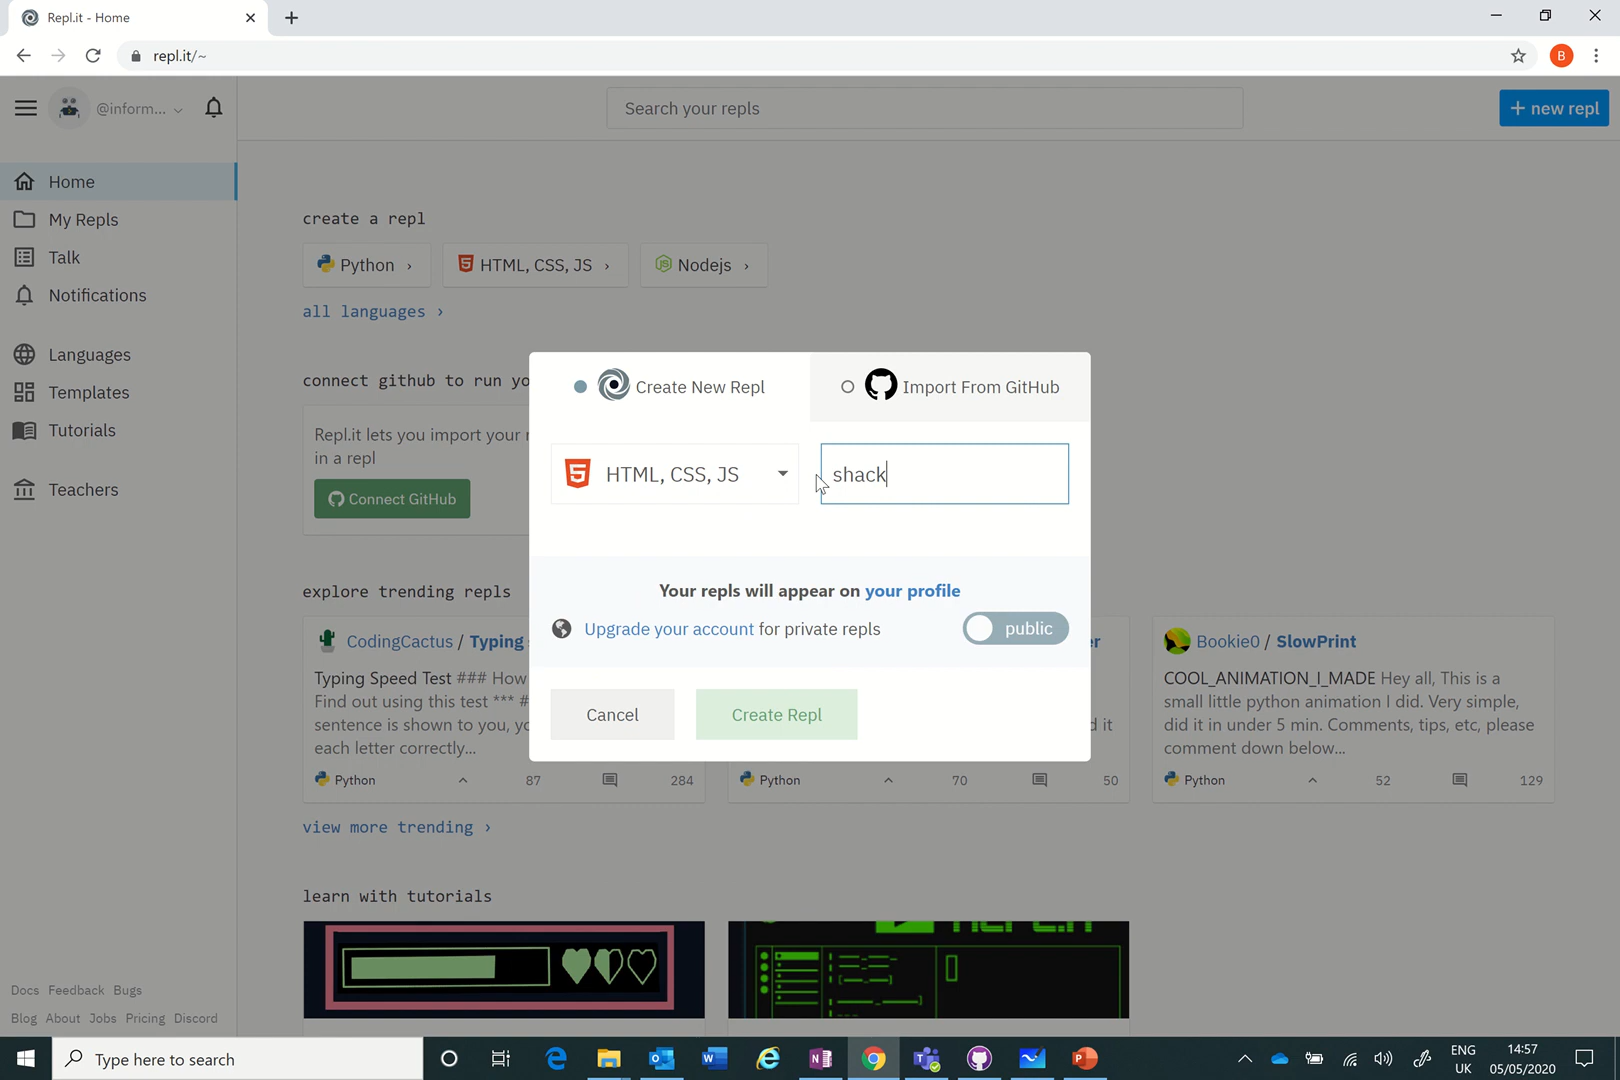 Repl.it - Home
repl.it/~
B
@inform...
Search your repls
+ new repl
Home
My Repls
Talk
Notifications
Languages
Templates
Tutorials
Teachers
create a repl
Python ›
HTML, CSS, JS ›
Nodejs ›
all languages ›
connect github to run yo
Repl.it lets you import your
in a repl
Connect GitHub
Create New Repl
Import From GitHub
HTML, CSS, JS
shack
Your repls will appear on your profile
Upgrade your account for private repls
public
Cancel
Create Repl
explore trending repls
CodingCactus / Typing
Typing Speed Test ### How
Find out using this test *** #
sentence is shown to you, yo
each letter correctly...
Python
87
284
er
d it
Python
70
50
Bookie0 / SlowPrint
COOL_ANIMATION_I_MADE Hey all, This is a
small little python animation I did. Very simple,
did it in under 5 min. Comments, tips, etc, please
comment down below...
Python
52
129
view more trending ›
learn with tutorials
Docs Feedback Bugs
Blog About Jobs Pricing Discord
Type here to search
ENG
UK
14:57
05/05/2020